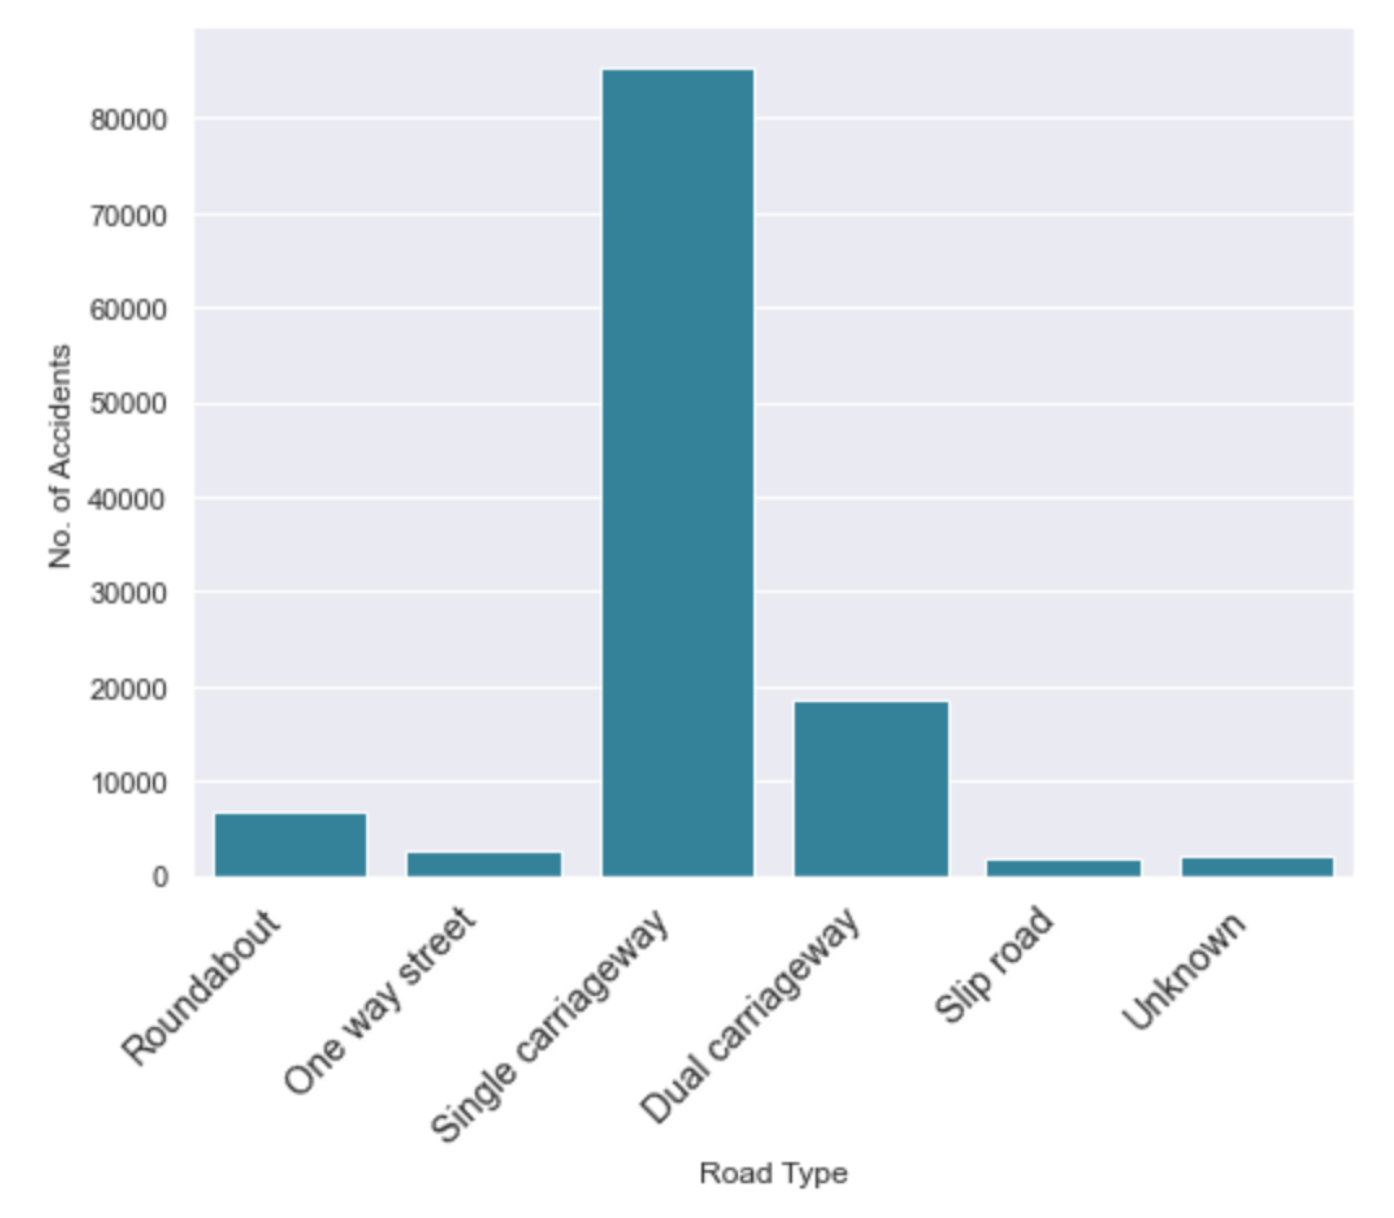 80000
70000
60000
50000
40000
30000
20000
10000
0
No. of Accidents
Roundabout
One way street
Single carriageway
Dual carriageway
Slip road
Unknown
Road Type